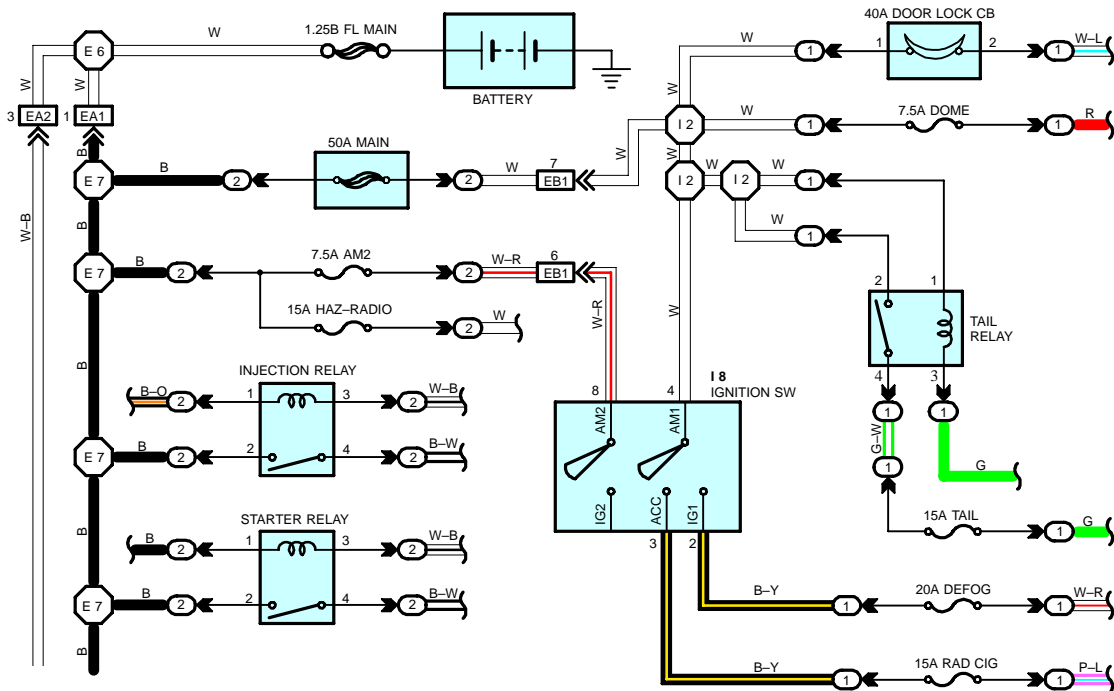 40A DOOR LOCK CB
1.25B FL MAIN
W
E 6
BATTERY
W
1
1
2
1
W–L
W
W
W
3 EA2
1 EA1
7.5A DOME
W
I 2
1
1
R
B
50A MAIN
7
W
W
E 7
B
2
2
W
EB1
I 2
W
I 2
W
1
W–B
B
W
1
7.5A AM2
W–R
6
E 7
B
2
2
EB1
2
1
15A HAZ–RADIO
W
2
W–R
W
TAIL
RELAY
B
INJECTION RELAY
I 8
IGNITION SW
4
3
B–O
2
1
3
2
W–B
8
4
AM2
AM1
1
1
G–W
E 7
B
2
2
4
2
B–W
1
G
IG2
ACC
IG1
B
STARTER RELAY
15A TAIL
1
G
B
2
1
3
2
W–B
3
2
E 7
B
2
2
4
2
B–W
B–Y
1
20A DEFOG
1
W–R
B
B–Y
1
15A RAD CIG
1
P–L